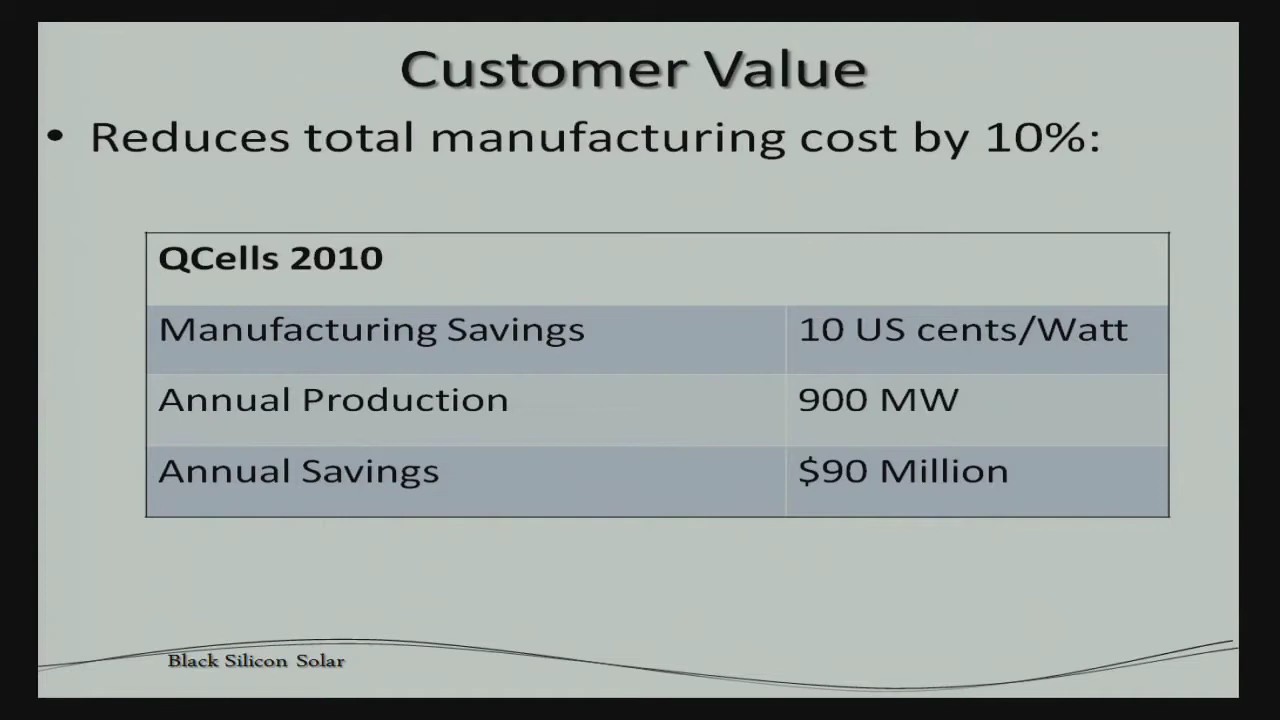 Customer Value
• Reduces total manufacturing cost by 10%:
QCells 2010
Manufacturing Savings 10 US cents/Watt
Annual Production 900 MW
Annual Savings $90 Million
Black Silicon Solar